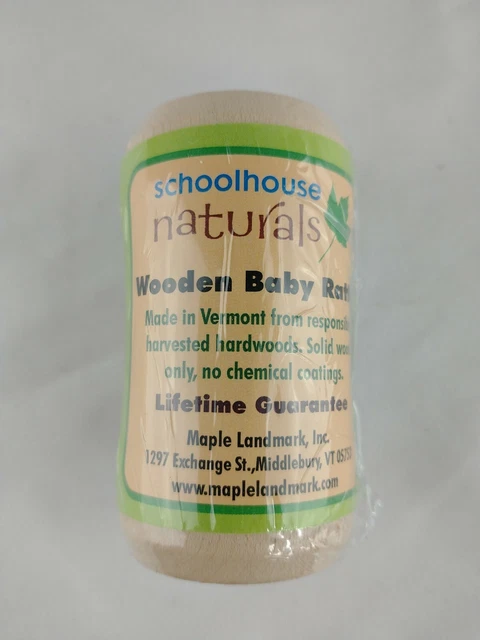 schoolhouse
naturals
Wooden Baby
Made in Vermont from
harvested hardwoods. Solid
only, no chemical coatings.
Lifetime Guarantee
Maple Landmark, Inc.
1297 Exchange St.,Middlebury, VT
www.maplelandmark.com